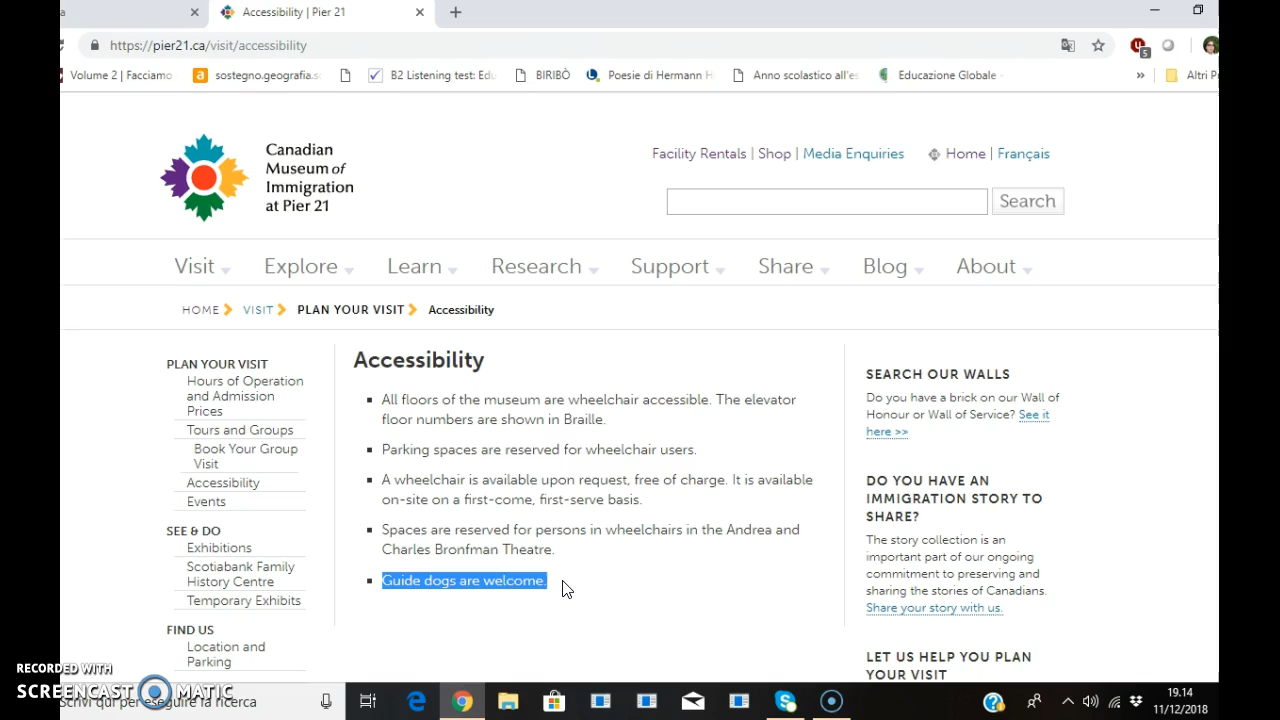 a
Accessibility | Pier 21
https://pier21.ca/visit/accessibility
5
Volume 2 | Facciamo
a sostegno.geografia.s
B2 Listening test: Edu
BIRIBÒ
Poesie di Hermann H
Anno scolastico all'es
Educazione Globale -
»
Altri P
Canadian
Museum of
Immigration
at Pier 21
Facility Rentals | Shop | Media Enquiries
Home | Français
Search
Visit
Explore
Learn
Research
Support
Share
Blog
About
HOME
VISIT
PLAN YOUR VISIT
Accessibility
PLAN YOUR VISIT
Hours of Operation
and Admission
Prices
Tours and Groups
Book Your Group
Visit
Accessibility
Events
SEE & DO
Exhibitions
Scotiabank Family
History Centre
Temporary Exhibits
FIND US
Location and
Parking
Accessibility
All floors of the museum are wheelchair accessible. The elevator
floor numbers are shown in Braille.
Parking spaces are reserved for wheelchair users.
A wheelchair is available upon request, free of charge. It is available
on-site on a first-come, first-serve basis.
Spaces are reserved for persons in wheelchairs in the Andrea and
Charles Bronfman Theatre.
Guide dogs are welcome.
SEARCH OUR WALLS
Do you have a brick on our Wall of
Honour or Wall of Service? See it
here >>
DO YOU HAVE AN
IMMIGRATION STORY TO
SHARE?
The story collection is an
important part of our ongoing
commitment to preserving and
sharing the stories of Canadians.
Share your story with us.
LET US HELP YOU PLAN
YOUR VISIT
RECORDED WITH
SCREENCAST MATIC
Scrivi qui per eseguire la ricerca
19.14
11/12/2018